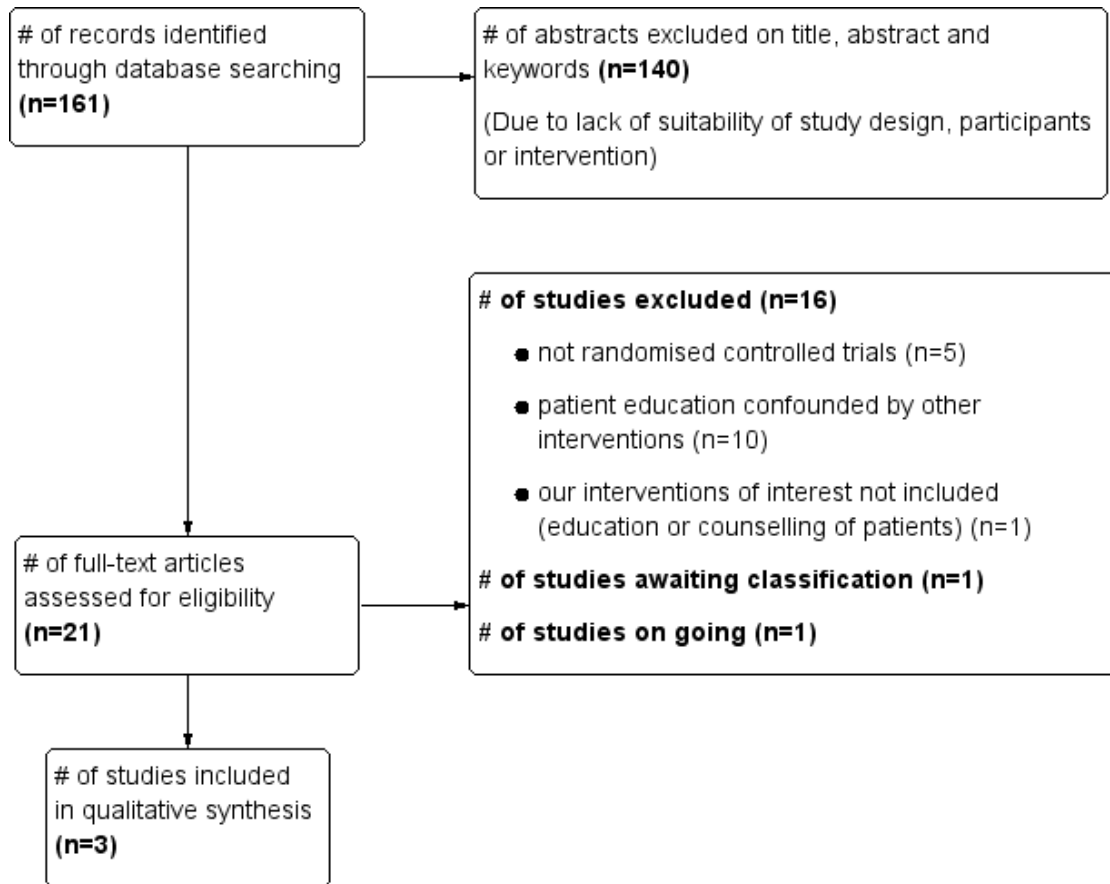 # of records identified
through database searching
(n=161)
# of abstracts excluded on title, abstract and
keywords (n=140)
(Due to lack of suitability of study design, participants
or intervention)
# of studies excluded (n=16)
● not randomised controlled trials (n=5)
● patient education confounded by other
interventions (n=10)
● our interventions of interest not included
(education or counselling of patients) (n=1)
# of studies awaiting classification (n=1)
# of studies on going (n=1)
# of full-text articles
assessed for eligibility
(n=21)
# of studies included
in qualitative synthesis
(n=3)